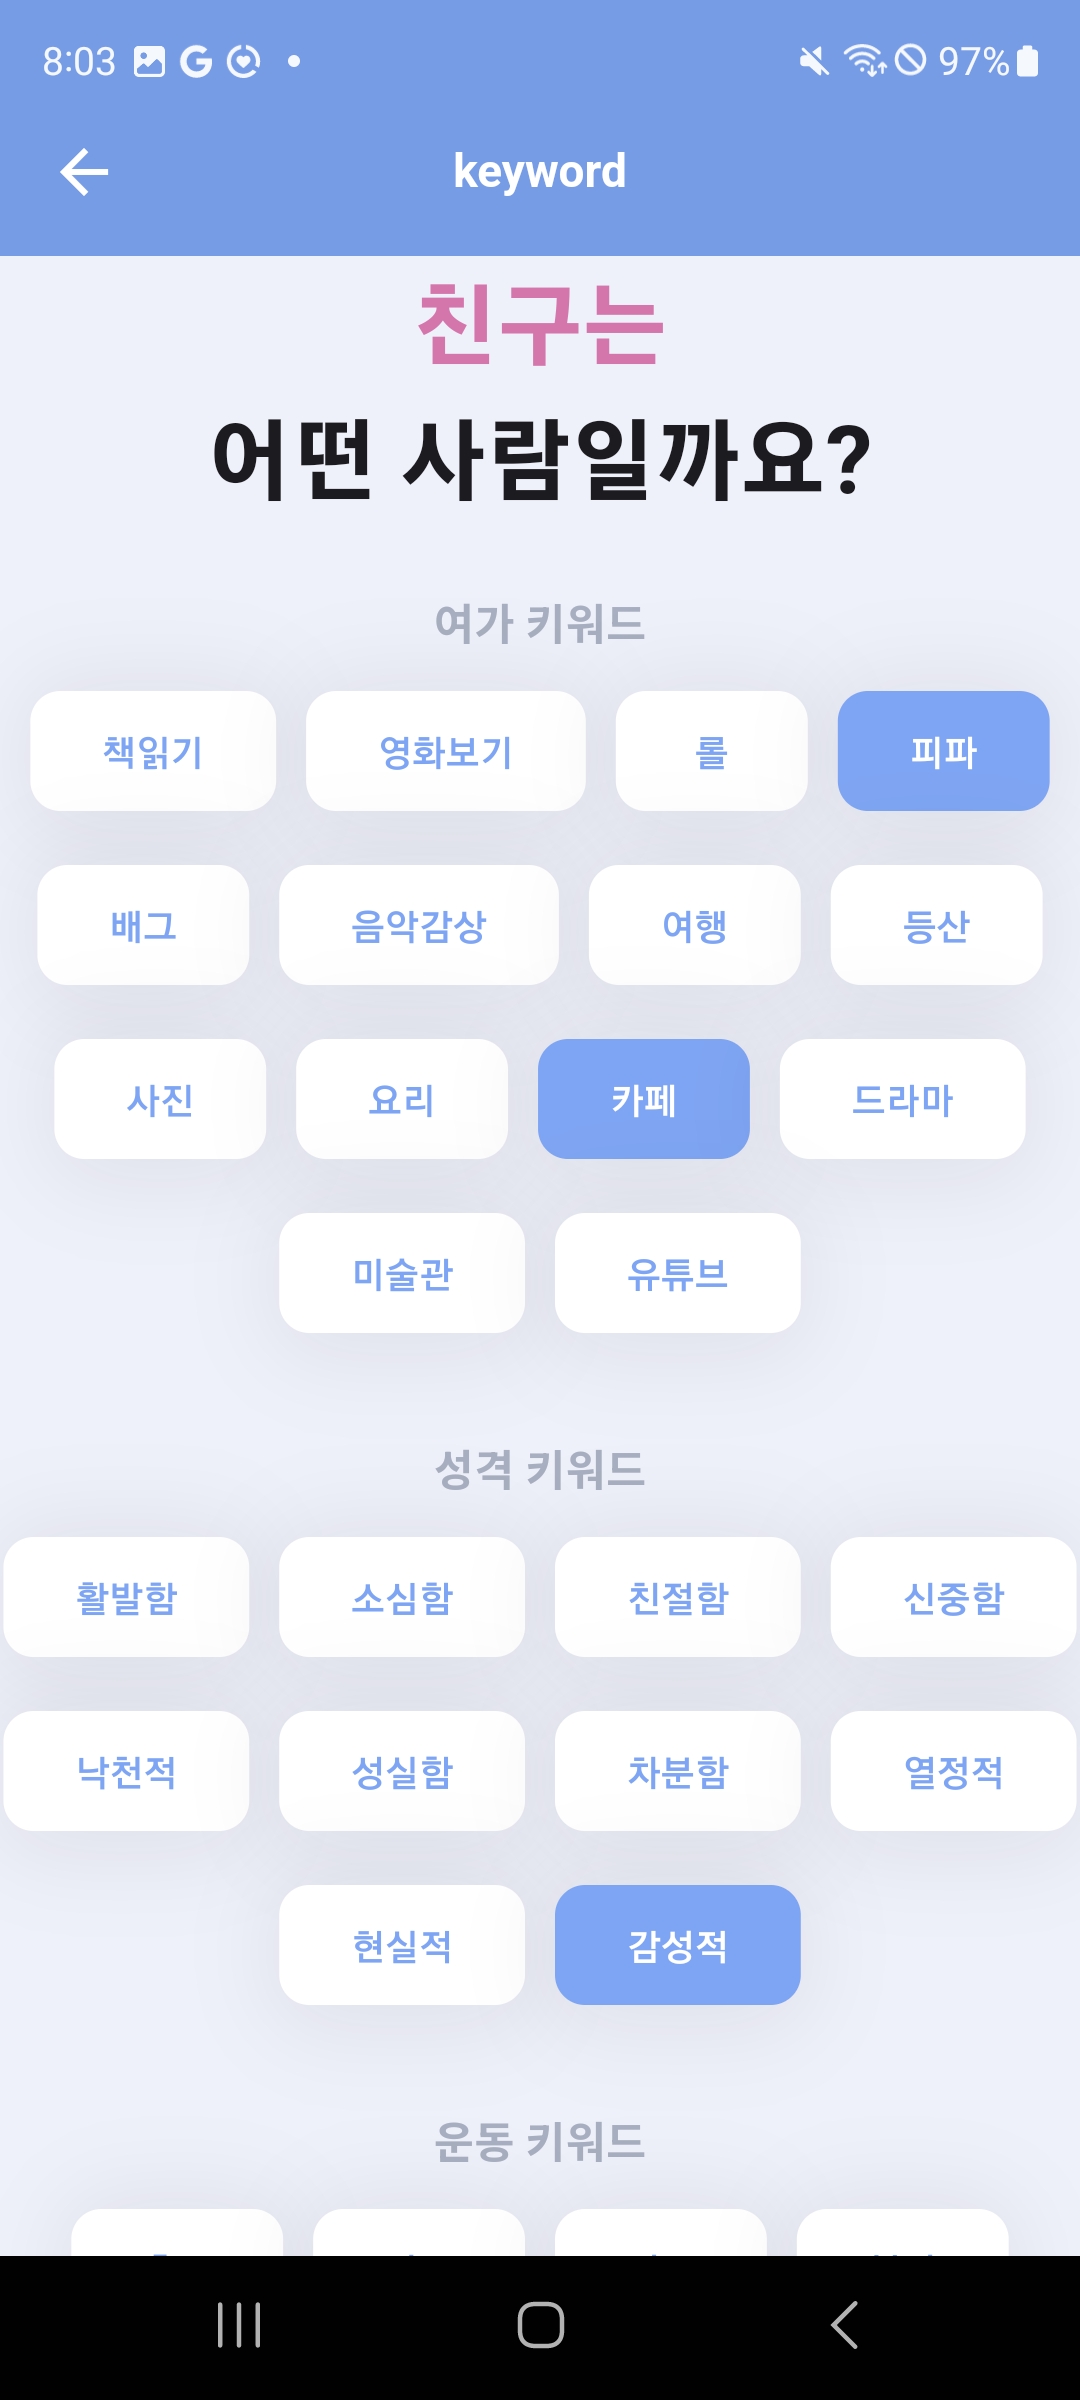 8:03 97%
keyword
친구는
어떤 사람일까요?
여가 키워드
책읽기 영화보기 롤 피파
배그 음악감상 여행 등산
사진 요리 카페 드라마
미술관 유튜브
성격 키워드
활발함 소심함 친절함 신중함
낙천적 성실함 차분함 열정적
현실적 감성적
운동 키워드